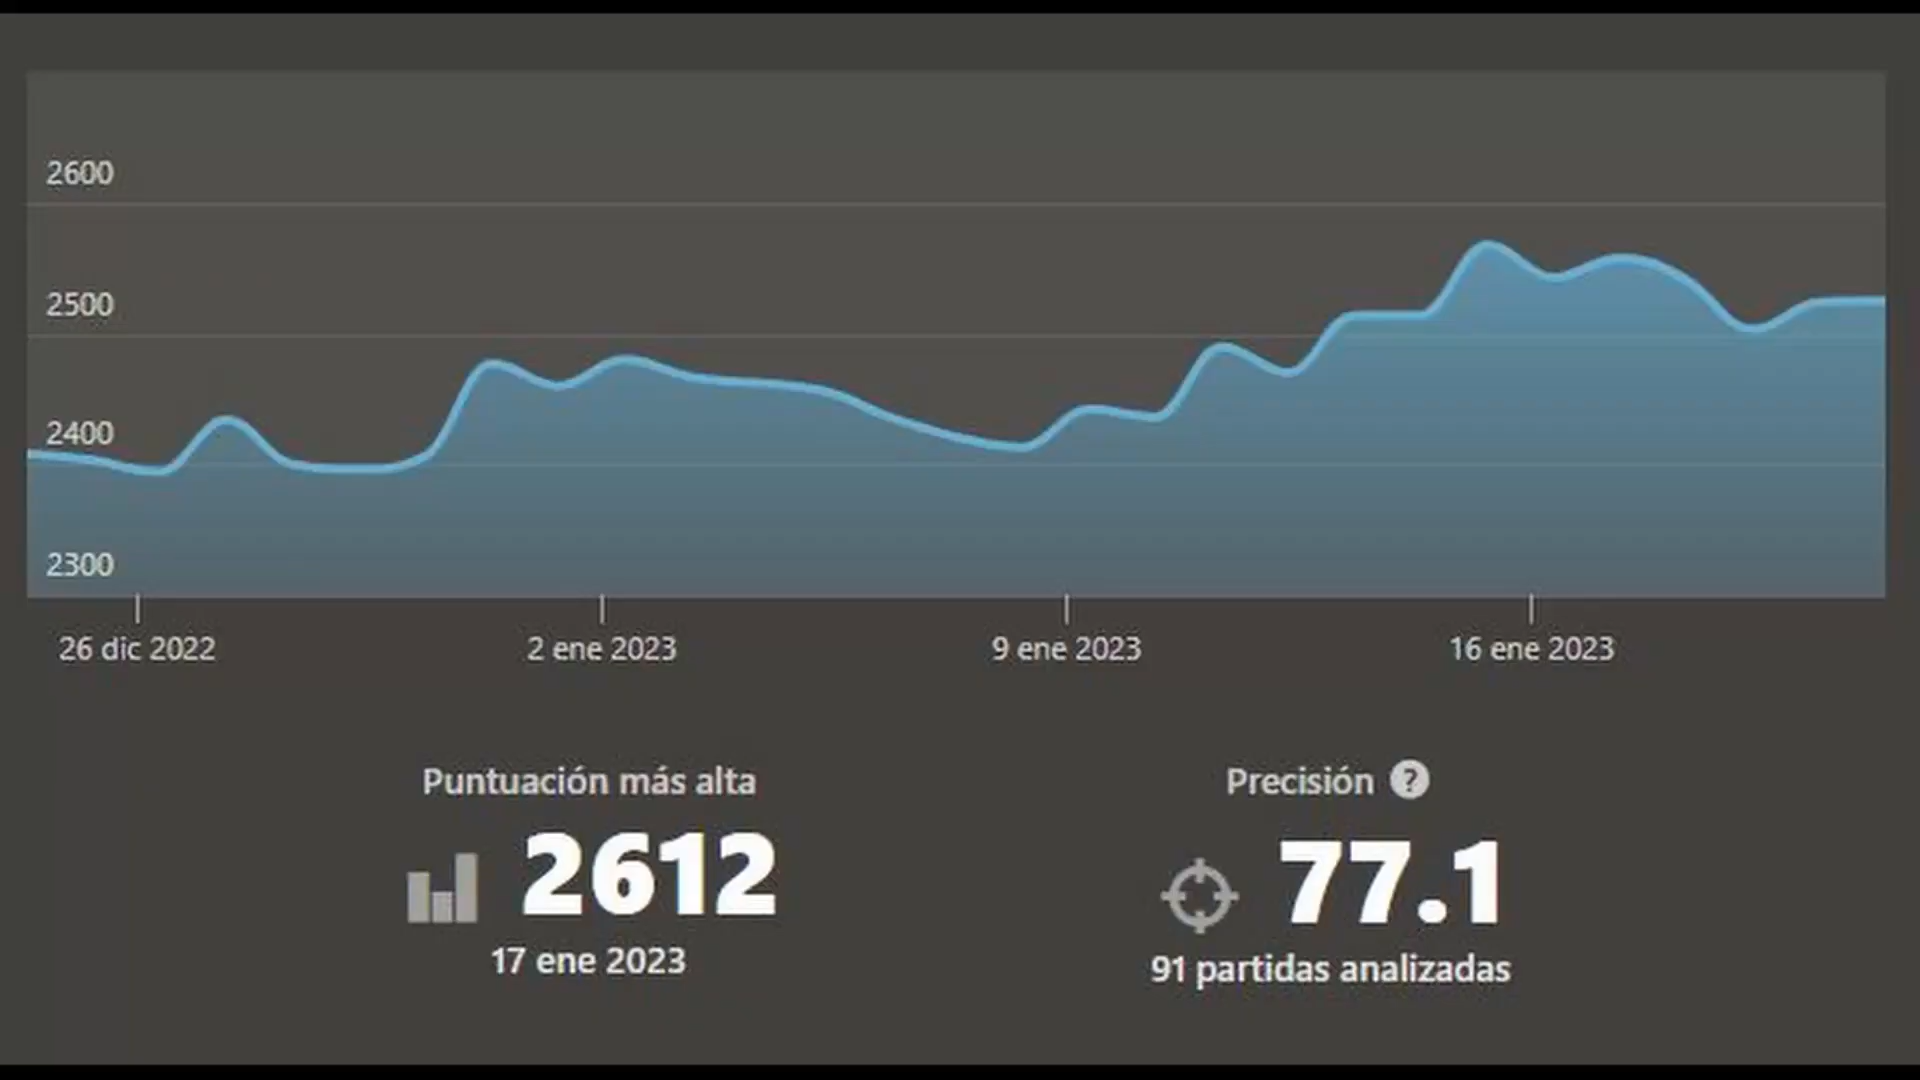 2600
2500
2400
2300
26 dic 2022
2 ene 2023
9 ene 2023
16 ene 2023
Puntuación más alta
2612
17 ene 2023
Precisión ?
77.1
91 partidas analizadas